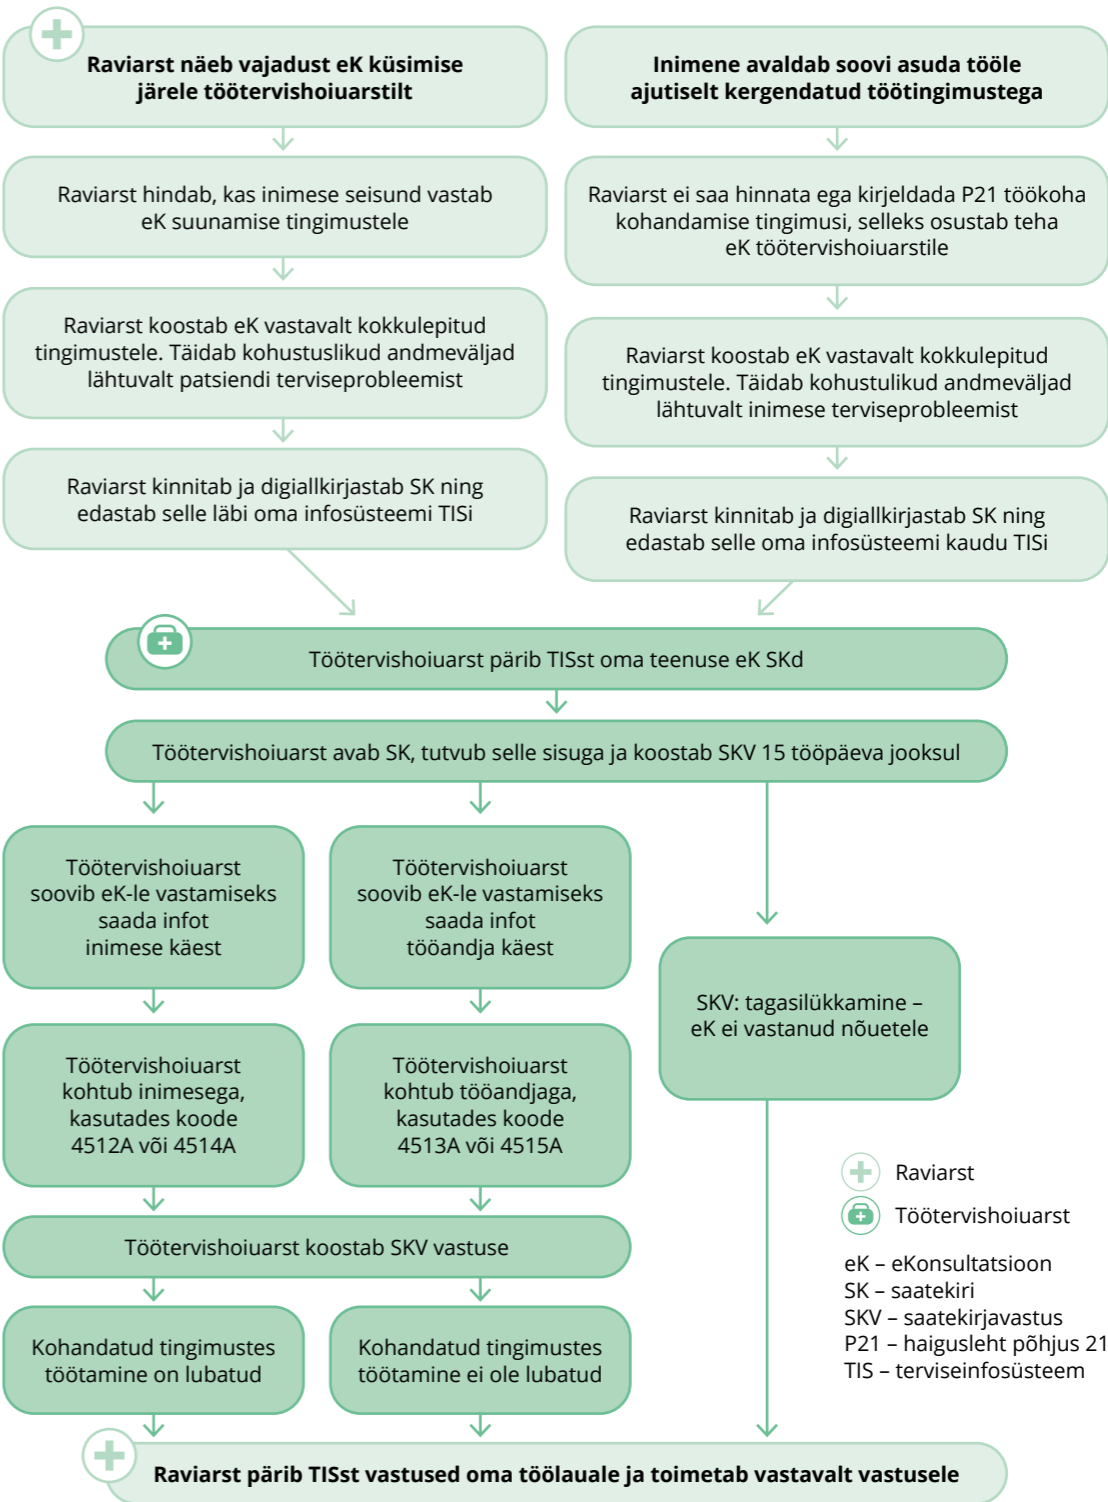 Raviarst näeb vajadust eK küsimise
järele töötervishoiuarstilt
Inimene avaldab soovi asuda tööle
ajutiselt kergendatud töötingimustega
Raviarst hindab, kas inimese seisund vastab
eK suunamise tingimustele
Raviarst ei saa hinnata ega kirjeldada P21 töökoha
kohandamise tingimusi, selleks osustab teha
eK töötervishoiuarstile
Raviarst koostab eK vastavalt kokkulepitud
tingimustele. Täidab kohustuslikud andmeväljad
lähtuvalt patsiendi terviseprobleemist
Raviarst koostab eK vastavalt kokkulepitud
tingimustele. Täidab kohustulikud andmeväljad
lähtuvalt inimese terviseprobleemist
Raviarst kinnitab ja digiallkirjastab SK ning
edastab selle läbi oma infosüsteemi TISi
Raviarst kinnitab ja digiallkirjastab SK ning
edastab selle oma infosüsteemi kaudu TISi
Töötervishoiuarst pärib TISst oma teenuse eK SKd
Töötervishoiuarst avab SK, tutvub selle sisuga ja koostab SKV 15 tööpäeva jooksul
Töötervishoiuarst
soovib eK-le vastamiseks
saada infot
inimese käest
Töötervishoiuarst
soovib eK-le vastamiseks
saada infot
tööandja käest
SKV: tagasilükkamine –
eK ei vastanud nõuetele
Töötervishoiuarst
kohtub inimesega,
kasutades koode
4512A või 4514A
Töötervishoiuarst
kohtub tööandjaga,
kasutades koode
4513A või 4515A
Töötervishoiuarst koostab SKV vastuse
Kohandatud tingimustes
töötamine on lubatud
Kohandatud tingimustes
töötamine ei ole lubatud
Raviarst
Töötervishoiuarst
eK – eKonsultatsioon
SK – saatekiri
SKV – saatekirjavastus
P21 – haigusleht põhjus 21
TIS – terviseinfosüsteem
Raviarst pärib TISst vastused oma töölauale ja toimetab vastavalt vastusele